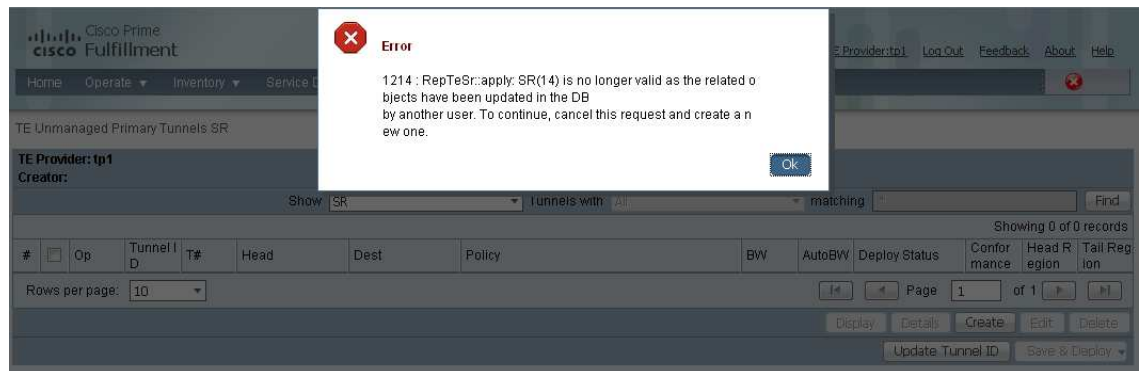 Cisco Prime
cisco Fulfillment
E Provider:tp1 Log Out Feedback About Help
Home Operate Inventory Service D
Error
1214 : RepTeSr::apply: SR(14) is no longer valid as the related o
bjects have been updated in the DB
by another user. To continue, cancel this request and create a n
ew one.
Ok
TE Unmanaged Primary Tunnels SR
TE Provider: tp1
Creator:
Show SR Tunnels with All matching *
Find
Showing 0 of 0 records
# Op Tunnel I
D T# Head Dest Policy BW AutoBW Deploy Status Confor
mance Head R
egion Tail Reg
ion
Rows per page: 10 Page 1 of 1
Display Details Create Edit Delete
Update Tunnel ID Save & Deploy